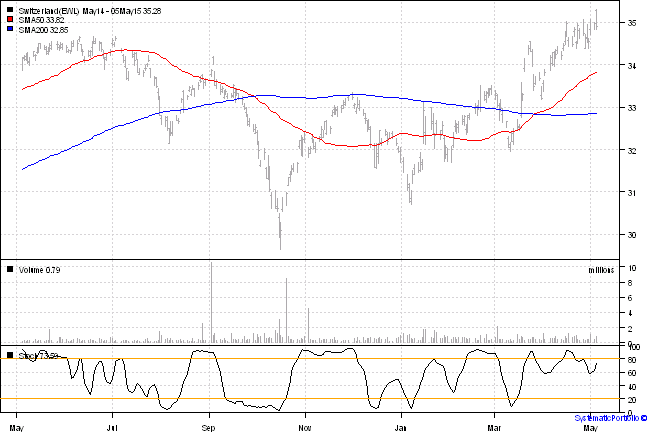 Switzerland(EWL) May14 - 05May15 35.28
SMA50 33.82
SMA200 32.85
35
34
33
32
31
30
Volume 0.79
millions
10
8
6
4
2
0
100
80
60
40
20
0
May
Jul
Sep
Nov
Jan
Mar
May
SystematicPortfolio ©